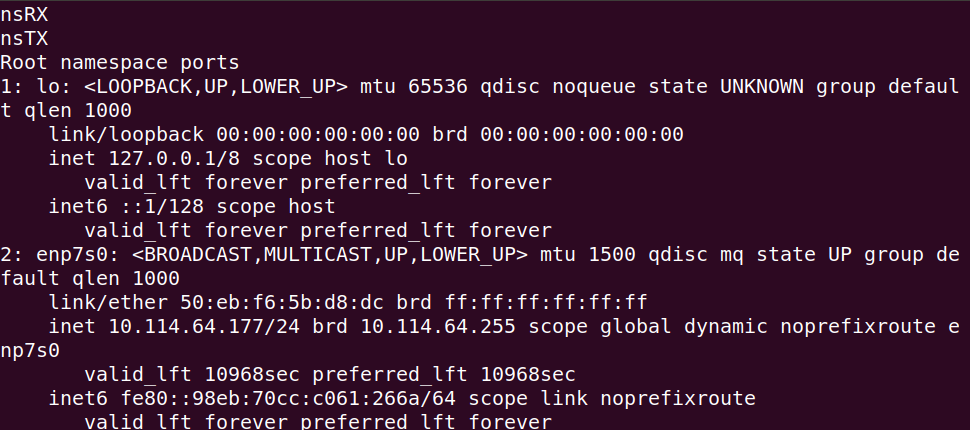 nsRX
nsTX
Root namespace ports
1: lo: <LOOPBACK,UP,LOWER_UP> mtu 65536 qdisc noqueue state UNKNOWN group defaul
t qlen 1000
    link/loopback 00:00:00:00:00:00 brd 00:00:00:00:00:00
    inet 127.0.0.1/8 scope host lo
       valid_lft forever preferred_lft forever
    inet6 ::1/128 scope host
       valid_lft forever preferred_lft forever
2: enp7s0: <BROADCAST,MULTICAST,UP,LOWER_UP> mtu 1500 qdisc mq state UP group de
fault qlen 1000
    link/ether 50:eb:f6:5b:d8:dc brd ff:ff:ff:ff:ff:ff
    inet 10.114.64.177/24 brd 10.114.64.255 scope global dynamic noprefixroute e
np7s0
       valid_lft 10968sec preferred_lft 10968sec
    inet6 fe80::98eb:70cc:c061:266a/64 scope link noprefixroute
       valid_lft forever preferred_lft forever